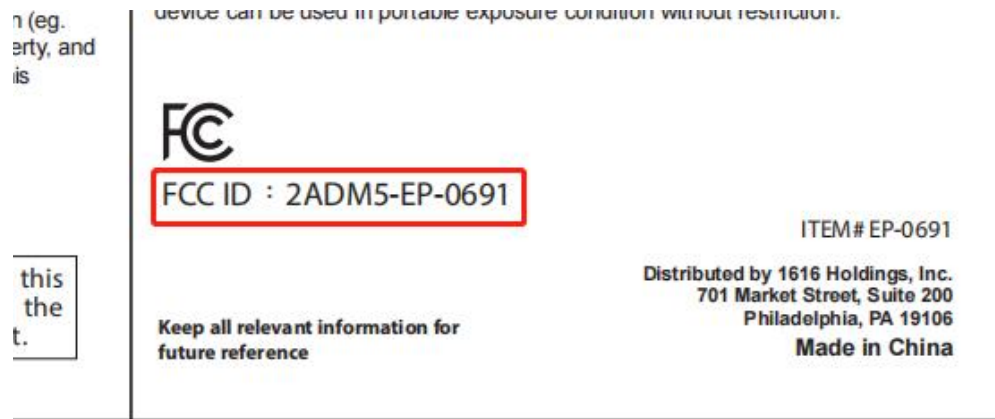 n (eg.
erty, and
is
this
the
t.
device can be used in portable exposure condition without restriction.
FC
FCC ID : 2ADM5-EP-0691
ITEM# EP-0691
Distributed by 1616 Holdings, Inc.
701 Market Street, Suite 200
Philadelphia, PA 19106
Made in China
Keep all relevant information for
future reference